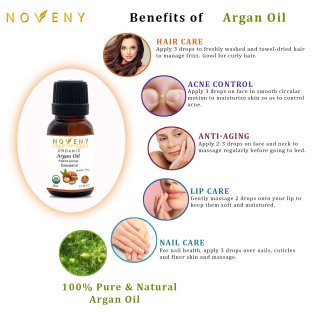 NOVENY
Benefits of Argan Oil
HAIR CARE
Apply 3 drops to freshly washed and towel-dried hair
to manage frizz. Good for curly hair.
ACNE CONTROL
Apply 3 drops on face in smooth circular
motion to moisturize skin so as to control
acne.
ANTI-AGING
Apply 2-3 drops on face and neck to
massage regularly before going to bed.
LIP CARE
Gently massage 2 drops onto your lip to
keep them soft and moistured.
NAIL CARE
For nail health, apply 3 drops over nails, cuticles
and finer skin and massage.
NOVENY
ORGANIC
Argan Oil
Essential oil
100% Pure & Natural
Argan Oil